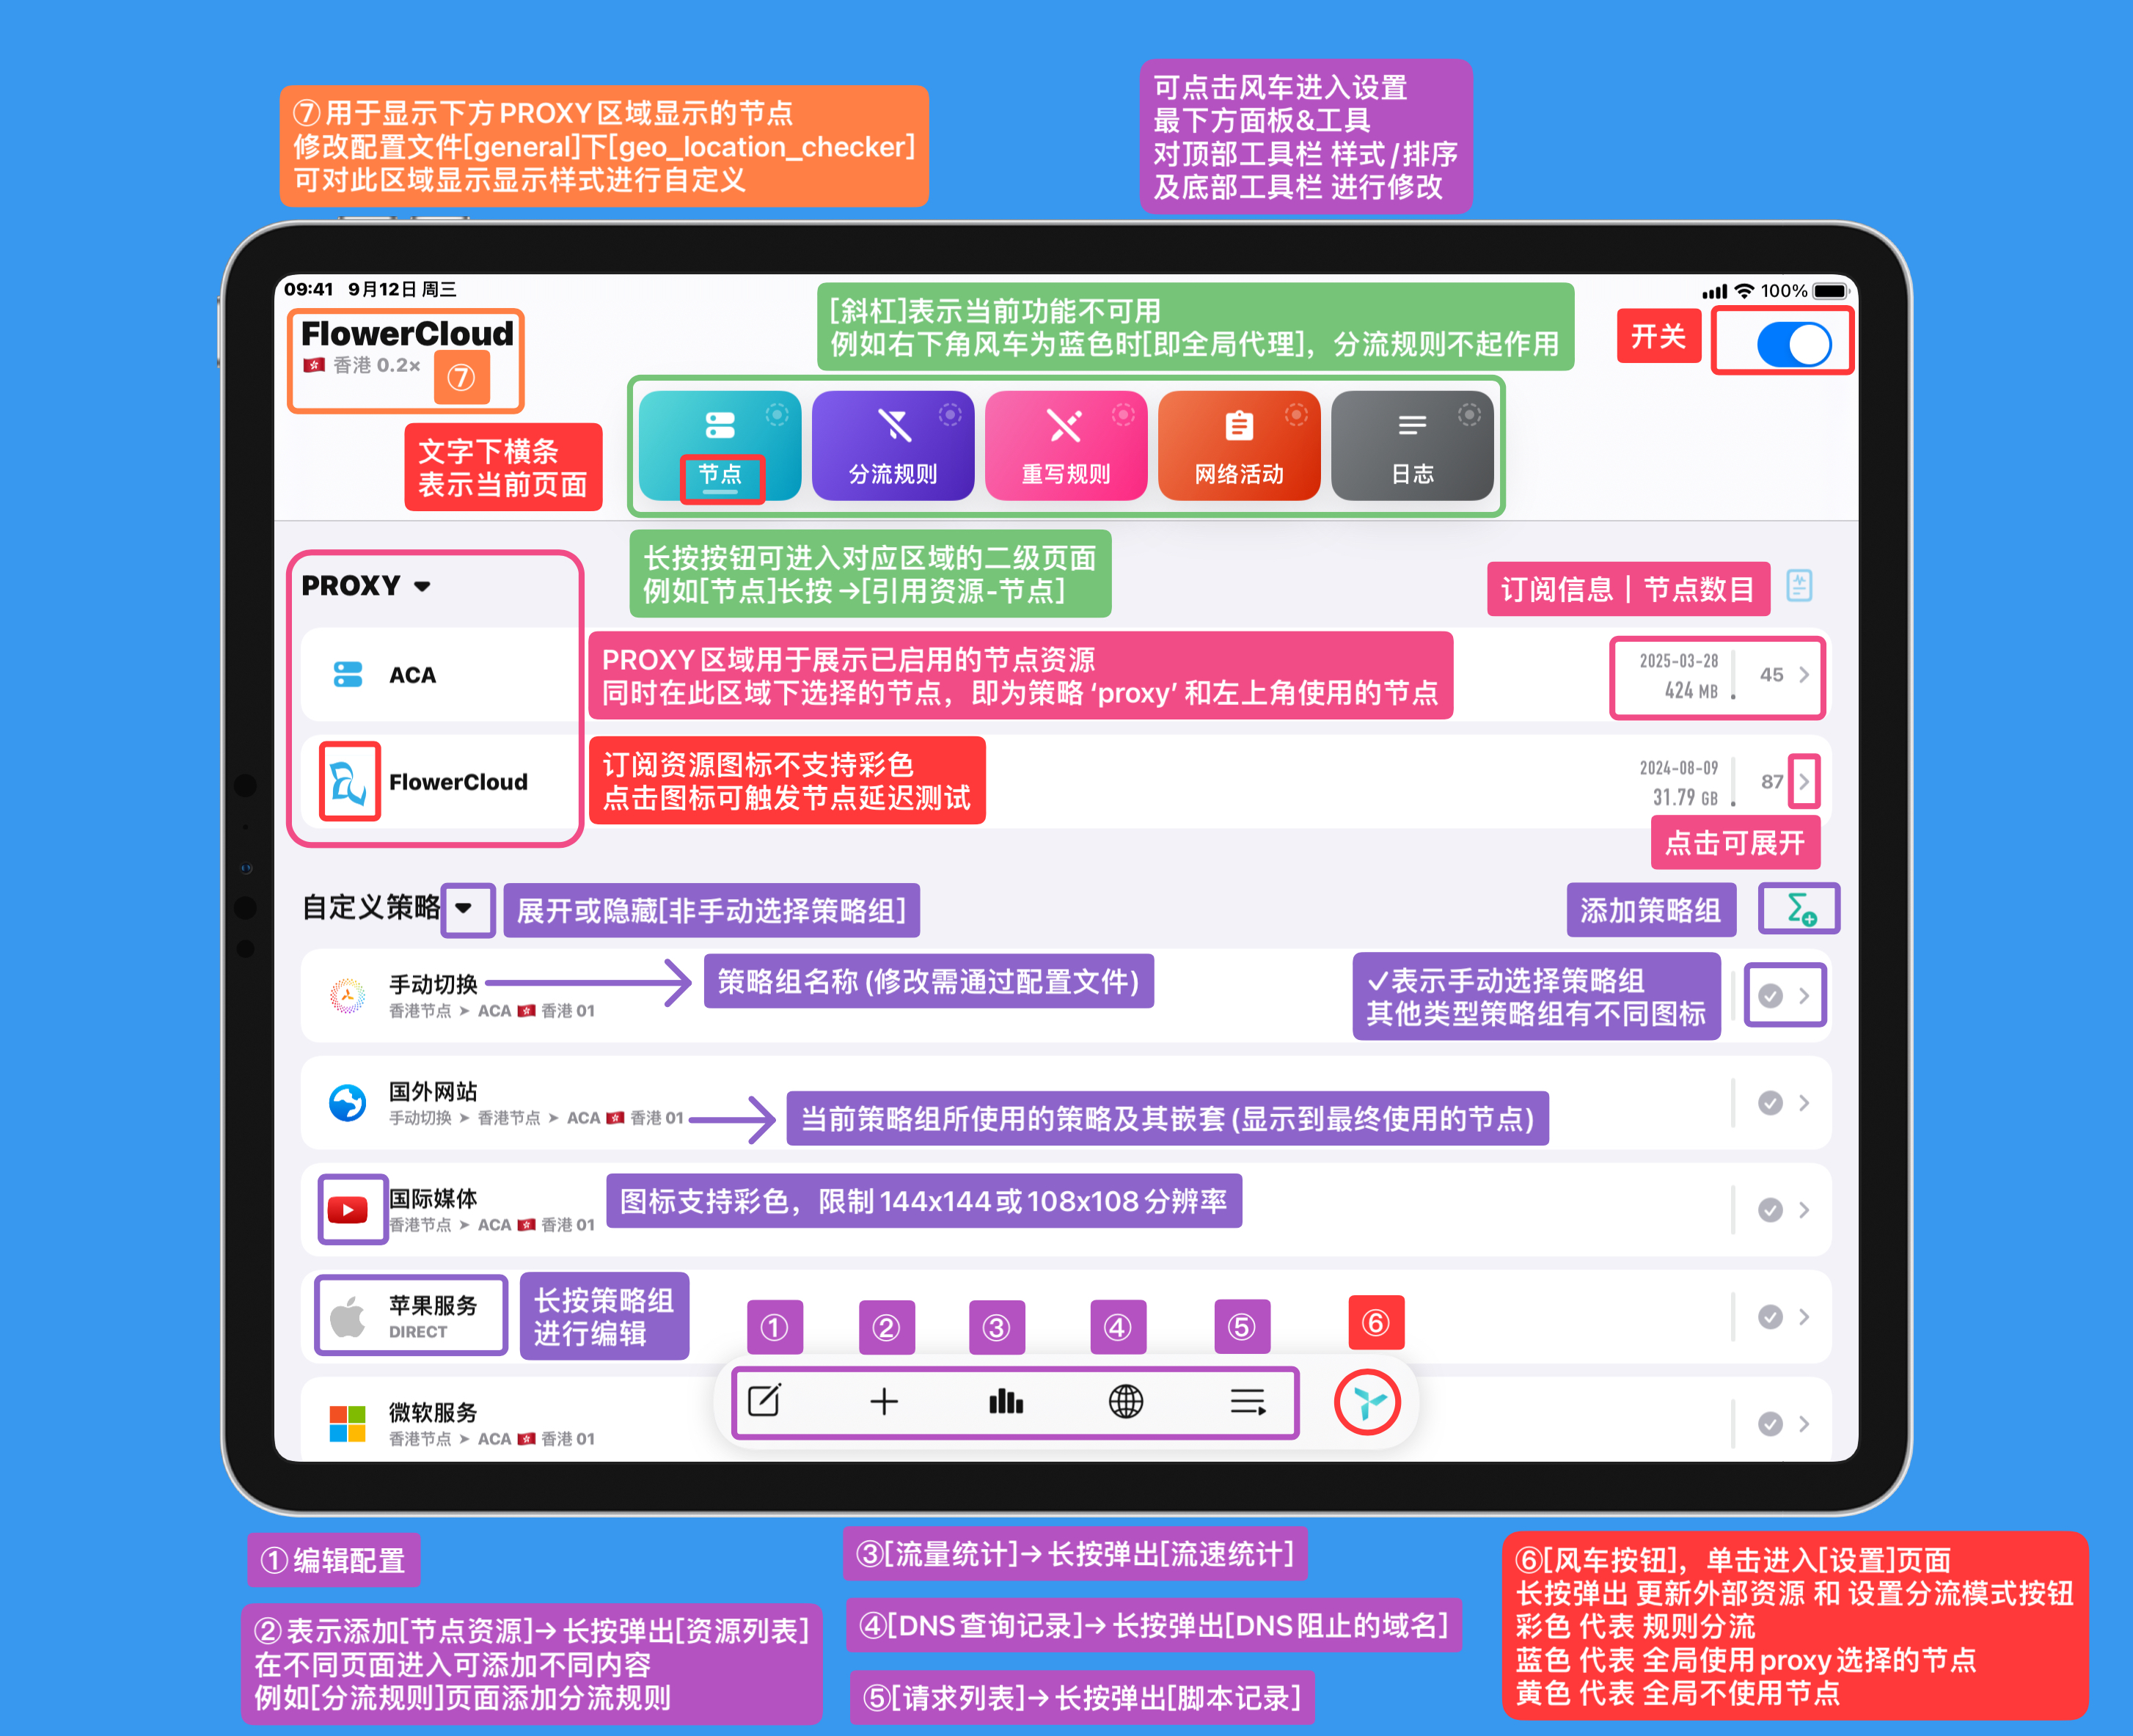 ⑦用于显示下方PROXY区域显示的节点
修改配置文件[general]下[geo_location_checker]
可对此区域显示显示样式进行自定义
可点击风车进入设置
最下方面板&工具
对顶部工具栏 样式/排序
及底部工具栏 进行修改
09:41 9月12日 周三
100%
FlowerCloud
香港 0.2×
⑦
[斜杠]表示当前功能不可用
例如右下角风车为蓝色时[即全局代理]，分流规则不起作用
开关
文字下横条
表示当前页面
节点
分流规则
重写规则
网络活动
日志
长按按钮可进入对应区域的二级页面
例如[节点]长按→[引用资源-节点]
PROXY
订阅信息｜节点数目
ACA
PROXY区域用于展示已启用的节点资源
同时在此区域下选择的节点，即为策略‘proxy’和左上角使用的节点
2025-03-28
424 MB
45
FlowerCloud
订阅资源图标不支持彩色
点击图标可触发节点延迟测试
2024-08-09
31.79 GB
87
点击可展开
自定义策略
展开或隐藏[非手动选择策略组]
添加策略组
手动切换
香港节点 ➤ ACA 🇭🇰 香港 01
策略组名称(修改需通过配置文件)
✓表示手动选择策略组
其他类型策略组有不同图标
国外网站
手动切换 ➤ 香港节点 ➤ ACA 🇭🇰 香港 01
当前策略组所使用的策略及其嵌套(显示到最终使用的节点)
国际媒体
香港节点 ➤ ACA 🇭🇰 香港 01
图标支持彩色，限制144x144或108x108分辨率
苹果服务
DIRECT
长按策略组
进行编辑
①
②
③
④
⑤
⑥
微软服务
香港节点 ➤ ACA 🇭🇰 香港 01
①编辑配置
②表示添加[节点资源]→长按弹出[资源列表]
在不同页面进入可添加不同内容
例如[分流规则]页面添加分流规则
③[流量统计]→长按弹出[流速统计]
④[DNS查询记录]→长按弹出[DNS阻止的域名]
⑤[请求列表]→长按弹出[脚本记录]
⑥[风车按钮]，单击进入[设置]页面
长按弹出 更新外部资源 和 设置分流模式按钮
彩色 代表 规则分流
蓝色 代表 全局使用proxy选择的节点
黄色 代表 全局不使用节点